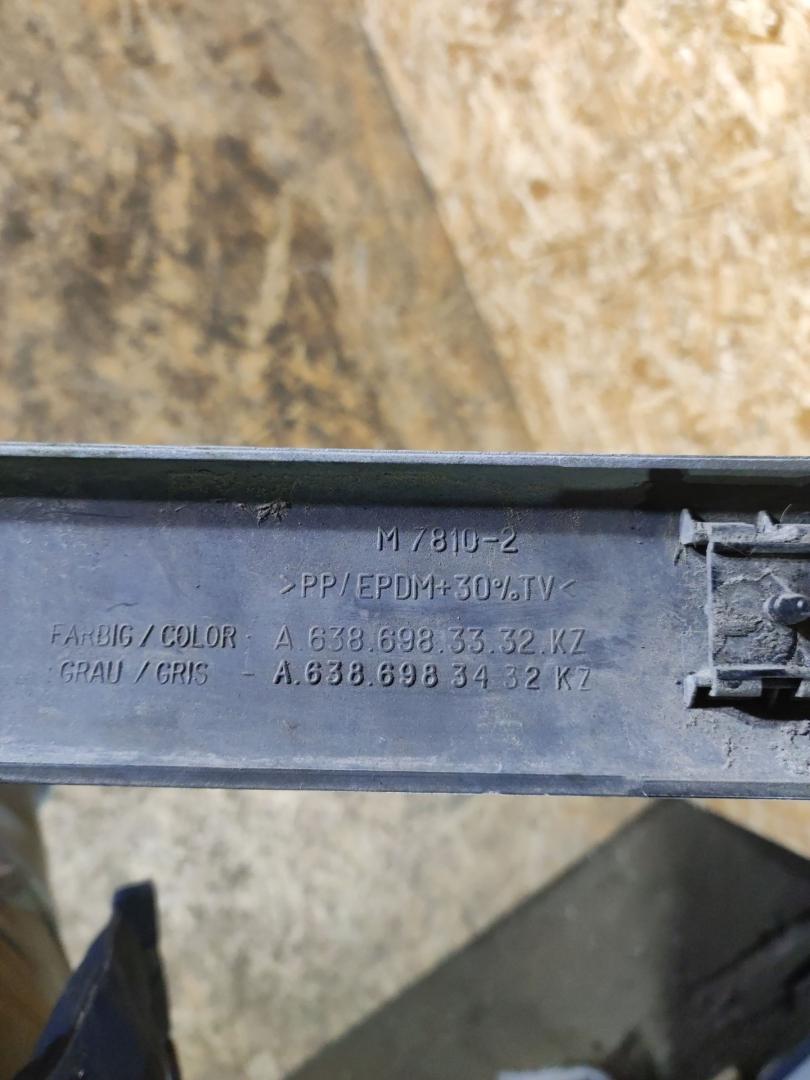 M 7810-2
>PP/EPDM+30%TV<
FARBIG/COLOR - A.638.698.33.32.KZ
GRAU/GRIS - A.638.698 34 32 KZ